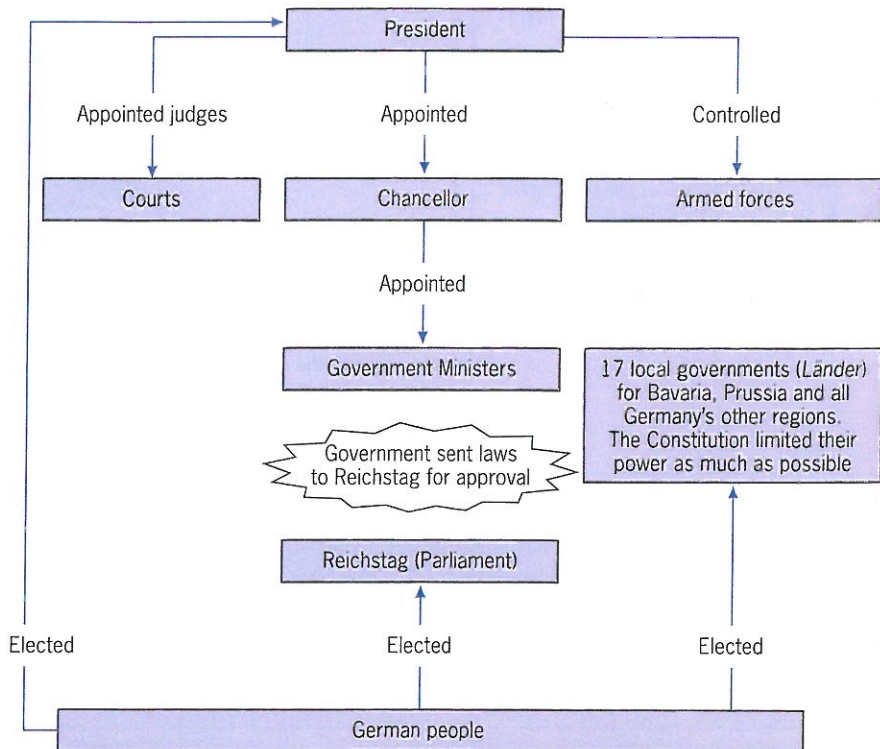 President
Appointed judges
Appointed
Controlled
Courts
Chancellor
Armed forces
Appointed
Government Ministers
17 local governments (Länder)
for Bavaria, Prussia and all
Germany's other regions.
The Constitution limited their
power as much as possible
Government sent laws
to Reichstag for approval
Reichstag (Parliament)
Elected
Elected
Elected
German people